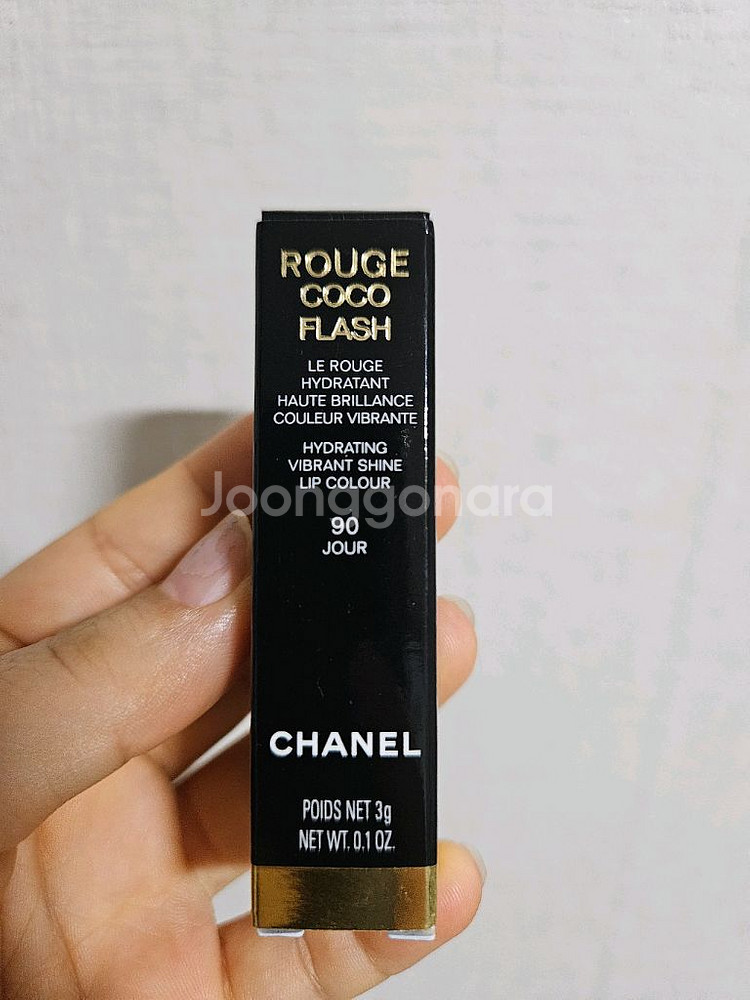 ROUGE
COCO
FLASH
LE ROUGE
HYDRATANT
HAUTE BRILLANCE
COULEUR VIBRANTE
HYDRATING
VIBRANT SHINE
LIP COLOUR
Joonggonara
90
JOUR
CHANEL
POIDS NET 3g
NET WT. 0.1 OZ.